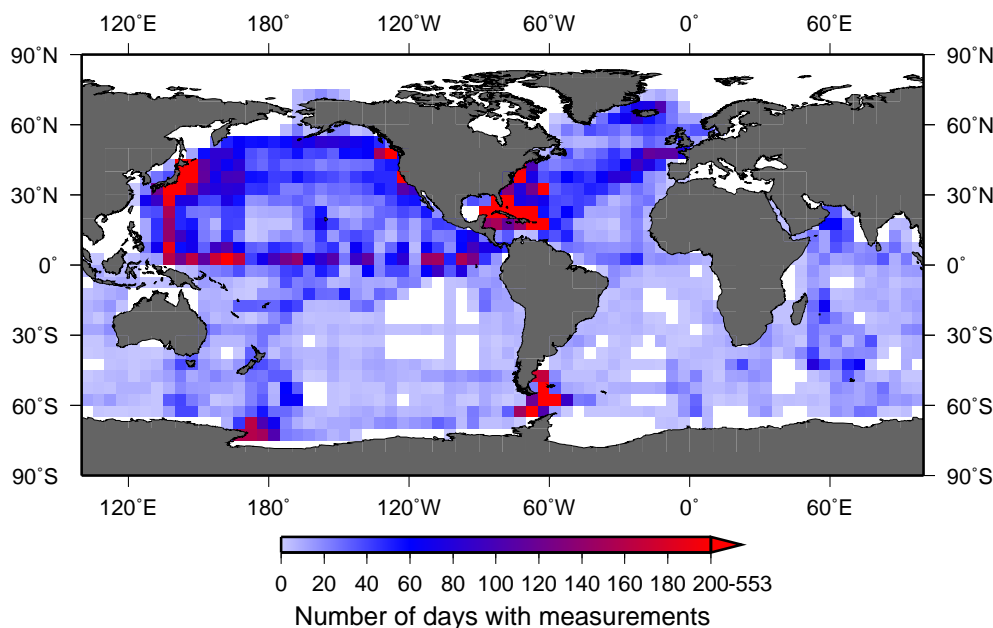 120˚E 180˚ 120˚W 60˚W 0˚ 60˚E
90˚N 90˚N
60˚N 60˚N
30˚N 30˚N
0˚ 0˚
30˚S 30˚S
60˚S 60˚S
90˚S 90˚S
120˚E 180˚ 120˚W 60˚W 0˚ 60˚E
0 20 40 60 80 100 120 140 160 180 200-553
Number of days with measurements